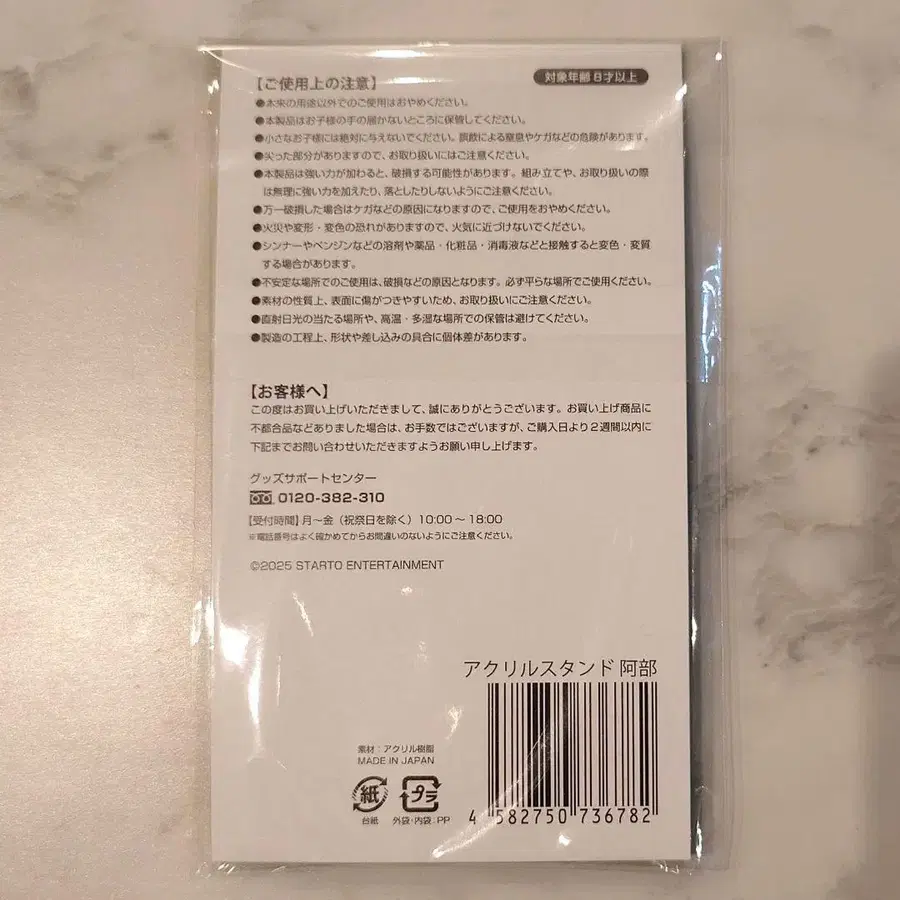 【ご使用上の注意】
対象年齢 8才以上
●本来の用途以外でのご使用はおやめください。
●本製品はお子様の手の届かないところに保管してください。
●小さなお子様には絶対に与えないでください。誤飲による窒息やケガなどの危険があります。
●尖った部分がありますので、お取り扱いにはご注意ください。
●本製品は強い力が加わると、破損する可能性があります。組み立てや、お取り扱いの際
は無理に強い力を加えたり、落としたりしないようにご注意ください。
●万一破損した場合はケガなどの原因になりますので、ご使用をおやめください。
●火災や変形・変色の恐れがありますので、火気に近づけないでください。
●シンナーやベンジンなどの溶剤や薬品・化粧品・消毒液などと接触すると変色・変質
する場合があります。
●不安定な場所でのご使用は、破損などの原因となります。必ず平らな場所でご使用ください。
●素材の性質上、表面に傷がつきやすいため、お取り扱いにご注意ください。
●直射日光の当たる場所や、高温・多湿な場所での保管は避けてください。
●製造の工程上、形状や差し込みの具合に個体差があります。
【お客様へ】
この度はお買い上げいただきまして、誠にありがとうございます。お買い上げ商品に
不都合品などありました場合は、お手数ではございますが、ご購入日より2週間以内に
下記までお問い合わせいただきますようお願い申し上げます。
グッズサポートセンター
0120-382-310
【受付時間】月～金（祝祭日を除く）10:00～18:00
※電話番号はよく確かめてからお間違いのないようにご注意ください。
©2025 STARTO ENTERTAINMENT
アクリルスタンド 阿部
素材：アクリル樹脂
MADE IN JAPAN
紙
台紙
プラ
外袋・内袋：PP
4 582750 736782